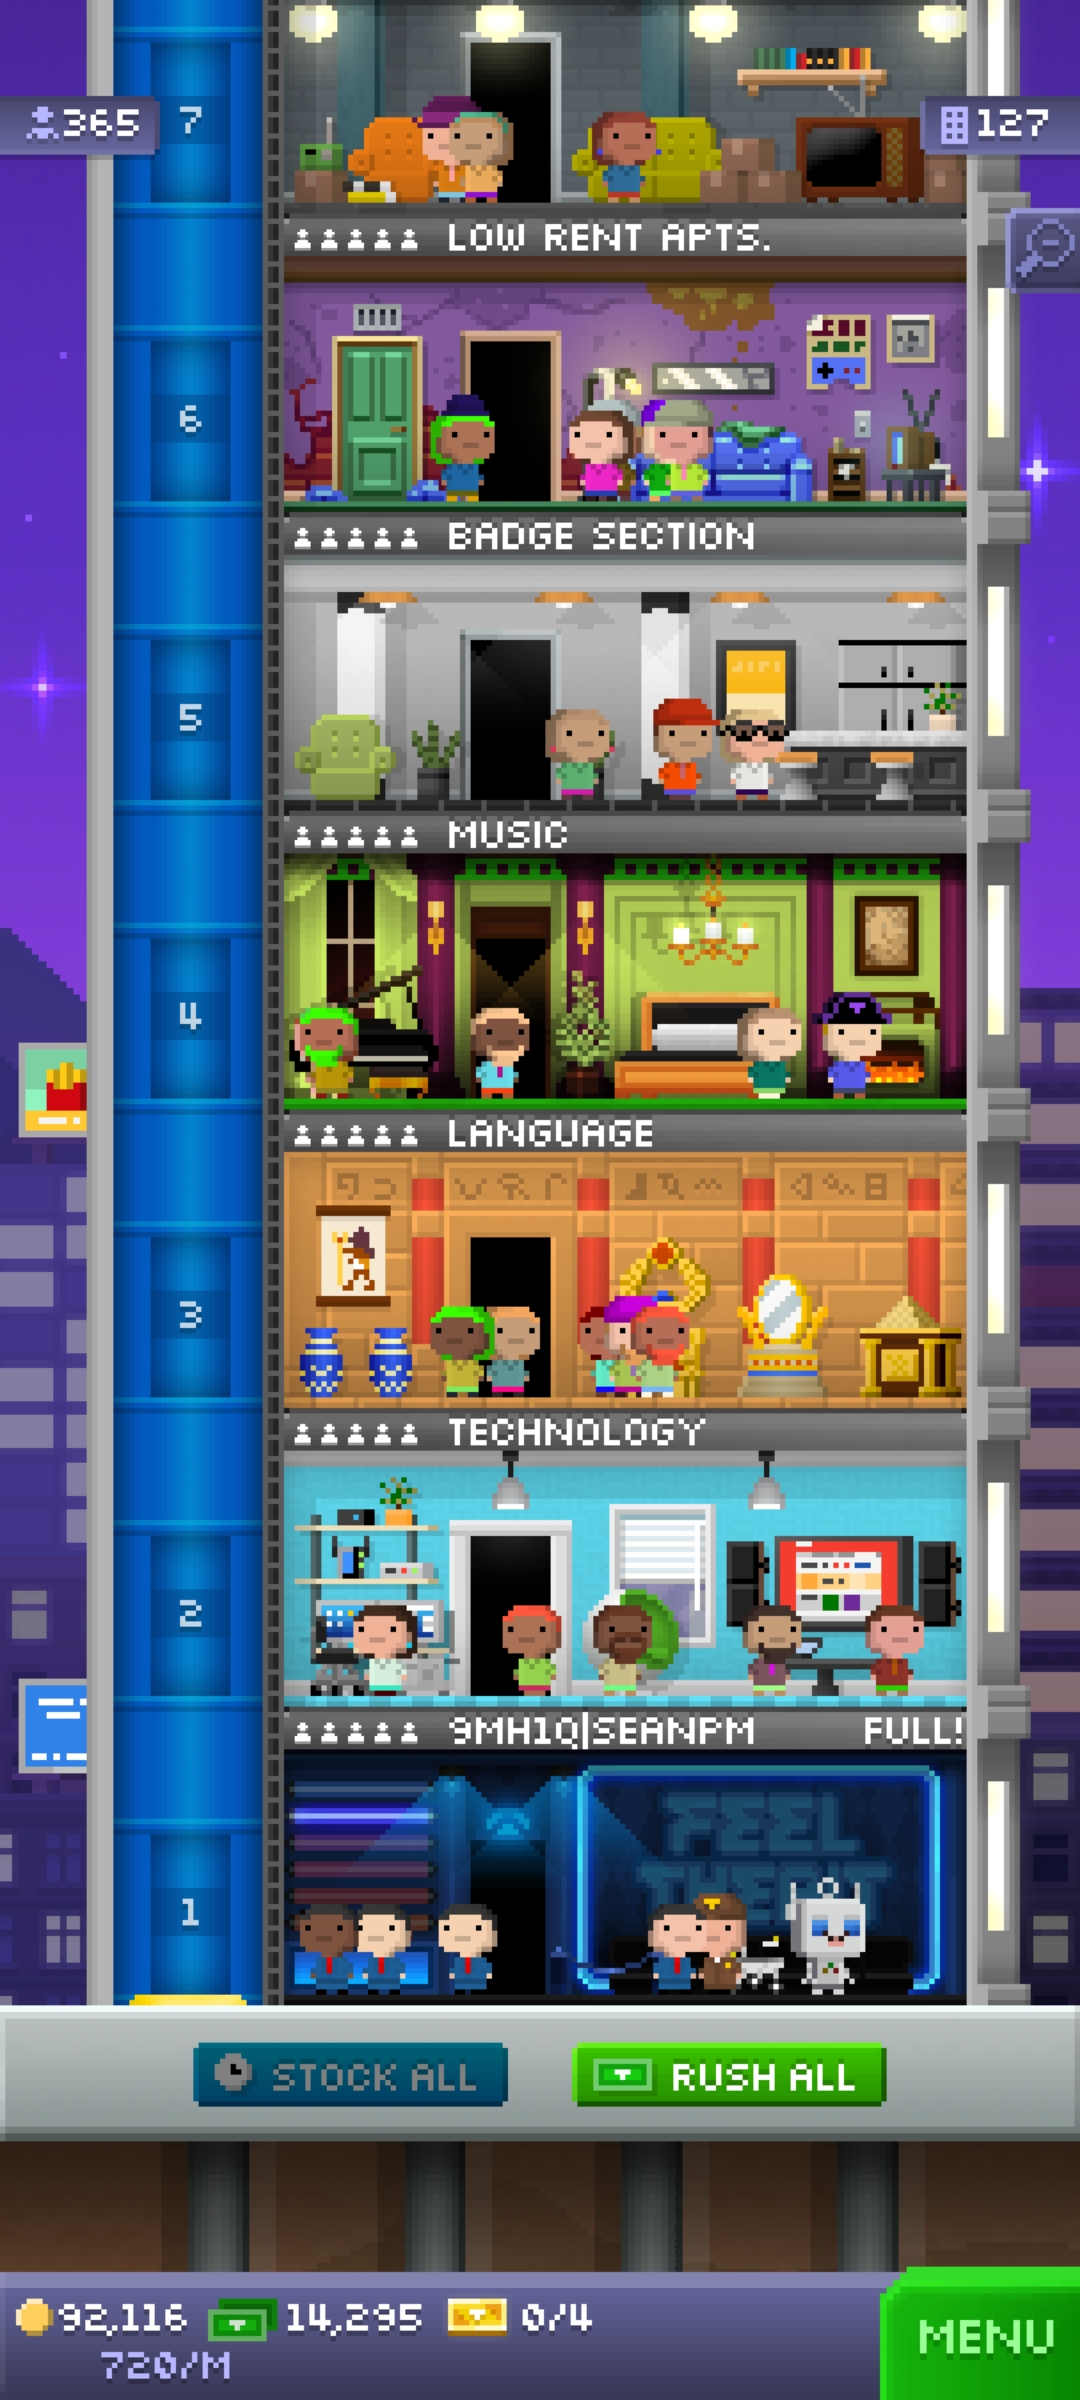 7
365
127
LOW RENT APTS.
6
BADGE SECTION
5
MUSIC
4
LANGUAGE
3
TECHNOLOGY
2
9MH1Q|SEANPM FULL!
FEEL
1
STOCK ALL
RUSH ALL
92,116 14,295 0/4
720/M
MENU